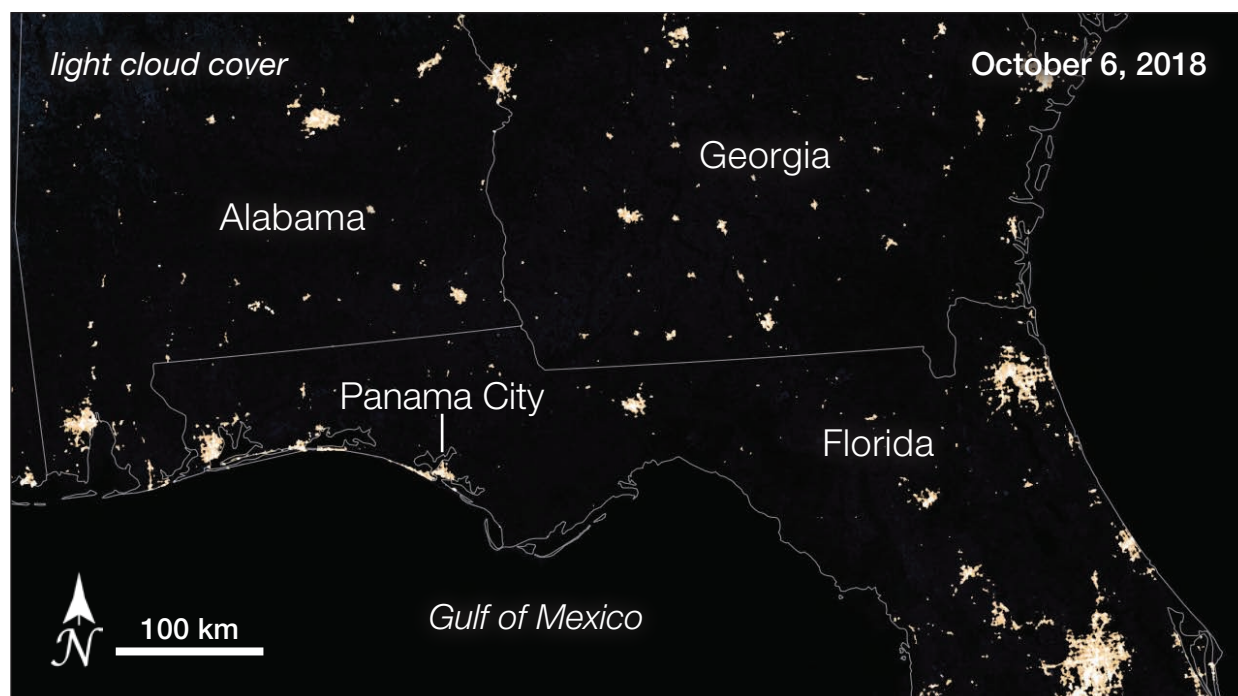 light cloud cover
October 6, 2018
Georgia
Alabama
Panama City
Florida
Gulf of Mexico
N
100 km